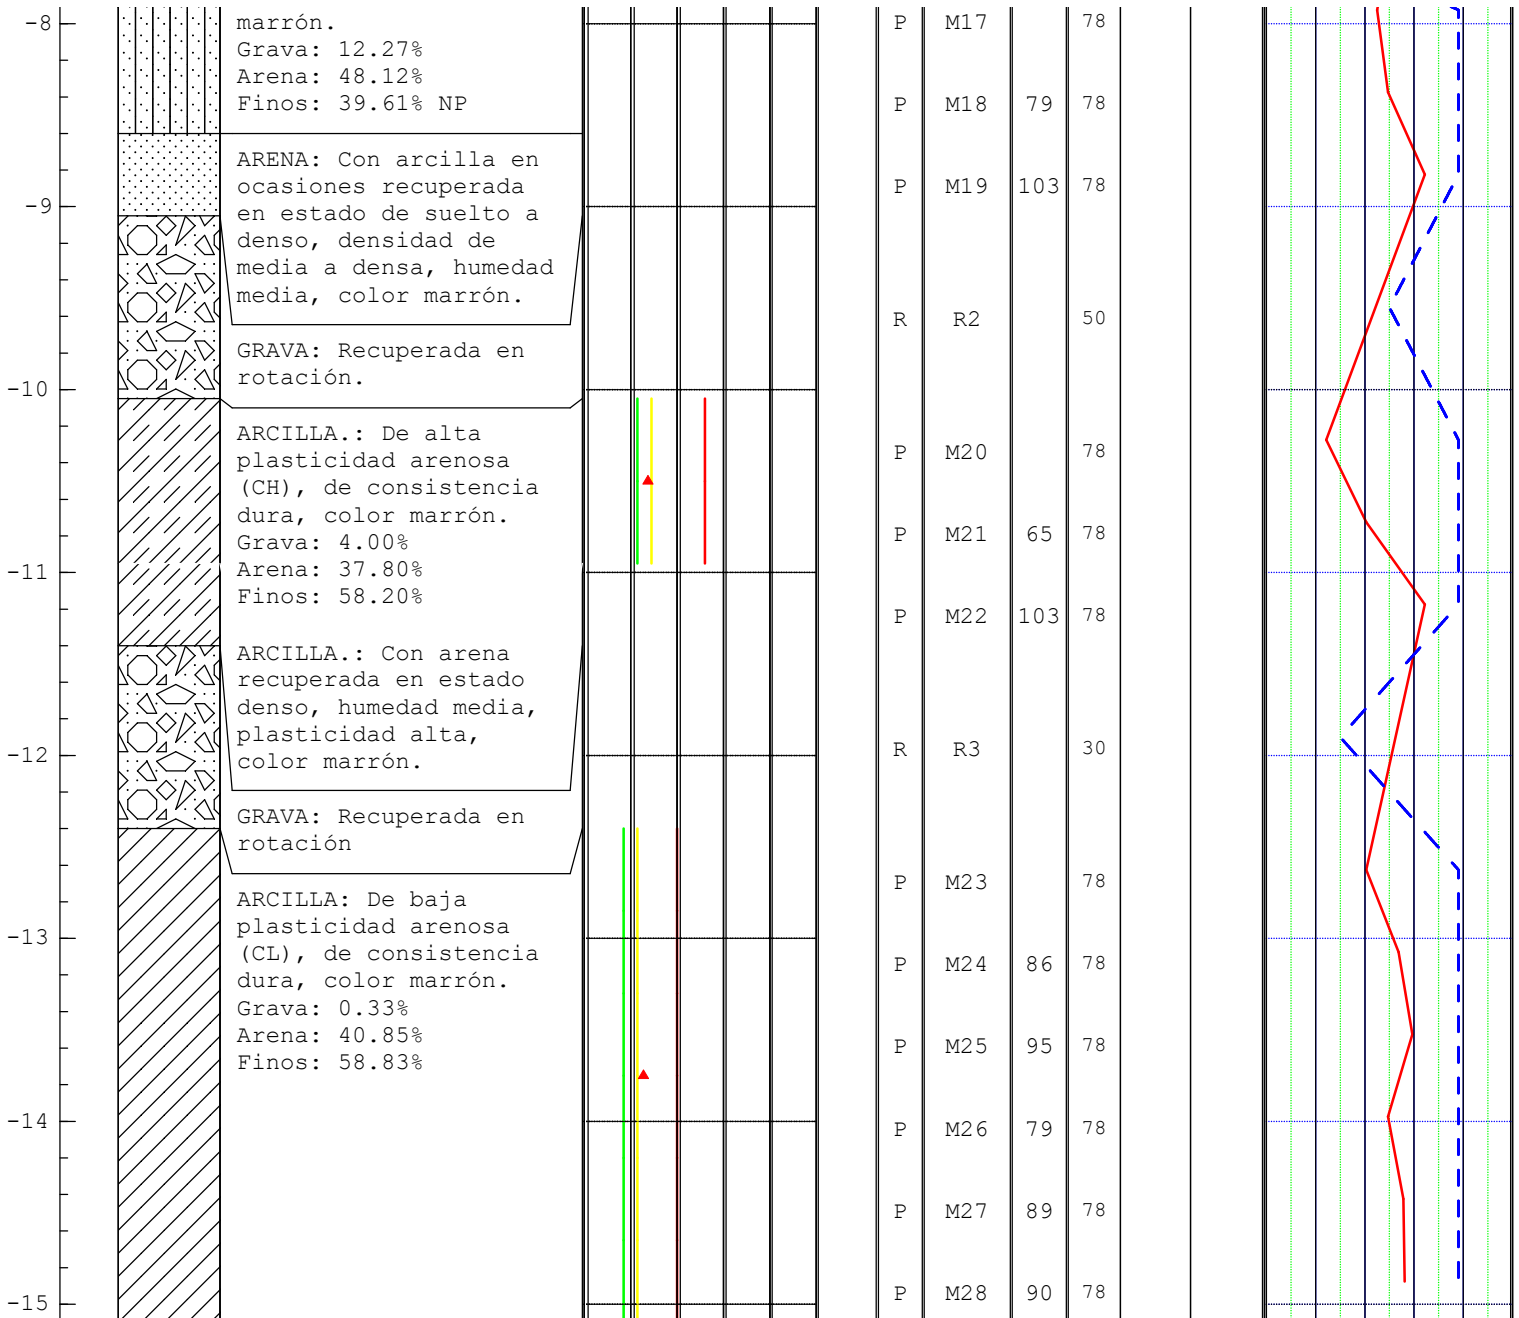 -8
marrón.
Grava: 12.27%
Arena: 48.12%
Finos: 39.61% NP
P M17 78
P M18 79 78
ARENA: Con arcilla en
ocasiones recuperada
en estado de suelto a
denso, densidad de
media a densa, humedad
media, color marrón.
P M19 103 78
-9
R R2 50
GRAVA: Recuperada en
rotación.
-10
ARCILLA.: De alta
plasticidad arenosa
(CH), de consistencia
dura, color marrón.
Grava: 4.00%
Arena: 37.80%
Finos: 58.20%
P M20 78
P M21 65 78
-11
P M22 103 78
ARCILLA.: Con arena
recuperada en estado
denso, humedad media,
plasticidad alta,
color marrón.
R R3 30
-12
GRAVA: Recuperada en
rotación
P M23 78
ARCILLA: De baja
plasticidad arenosa
(CL), de consistencia
dura, color marrón.
Grava: 0.33%
Arena: 40.85%
Finos: 58.83%
-13
P M24 86 78
P M25 95 78
-14
P M26 79 78
P M27 89 78
P M28 90 78
-15